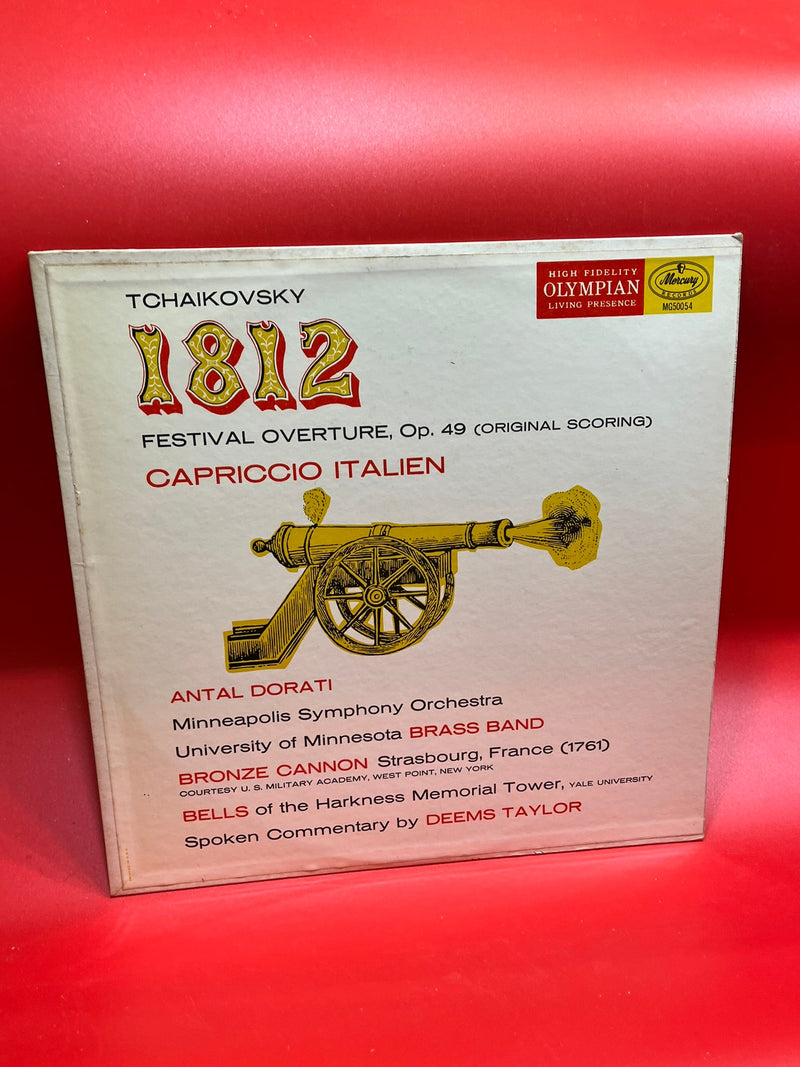 TCHAIKOVSKY
HIGH FIDELITY
OLYMPIAN
LIVING PRESENCE
Mercury
RECORDS
MG50054
1812
FESTIVAL OVERTURE, Op. 49 (ORIGINAL SCORING)
CAPRICCIO ITALIEN
ANTAL DORATI
Minneapolis Symphony Orchestra
University of Minnesota BRASS BAND
BRONZE CANNON Strasbourg, France (1761)
COURTESY U. S. MILITARY ACADEMY, WEST POINT, NEW YORK
BELLS of the Harkness Memorial Tower, YALE UNIVERSITY
Spoken Commentary by DEEMS TAYLOR